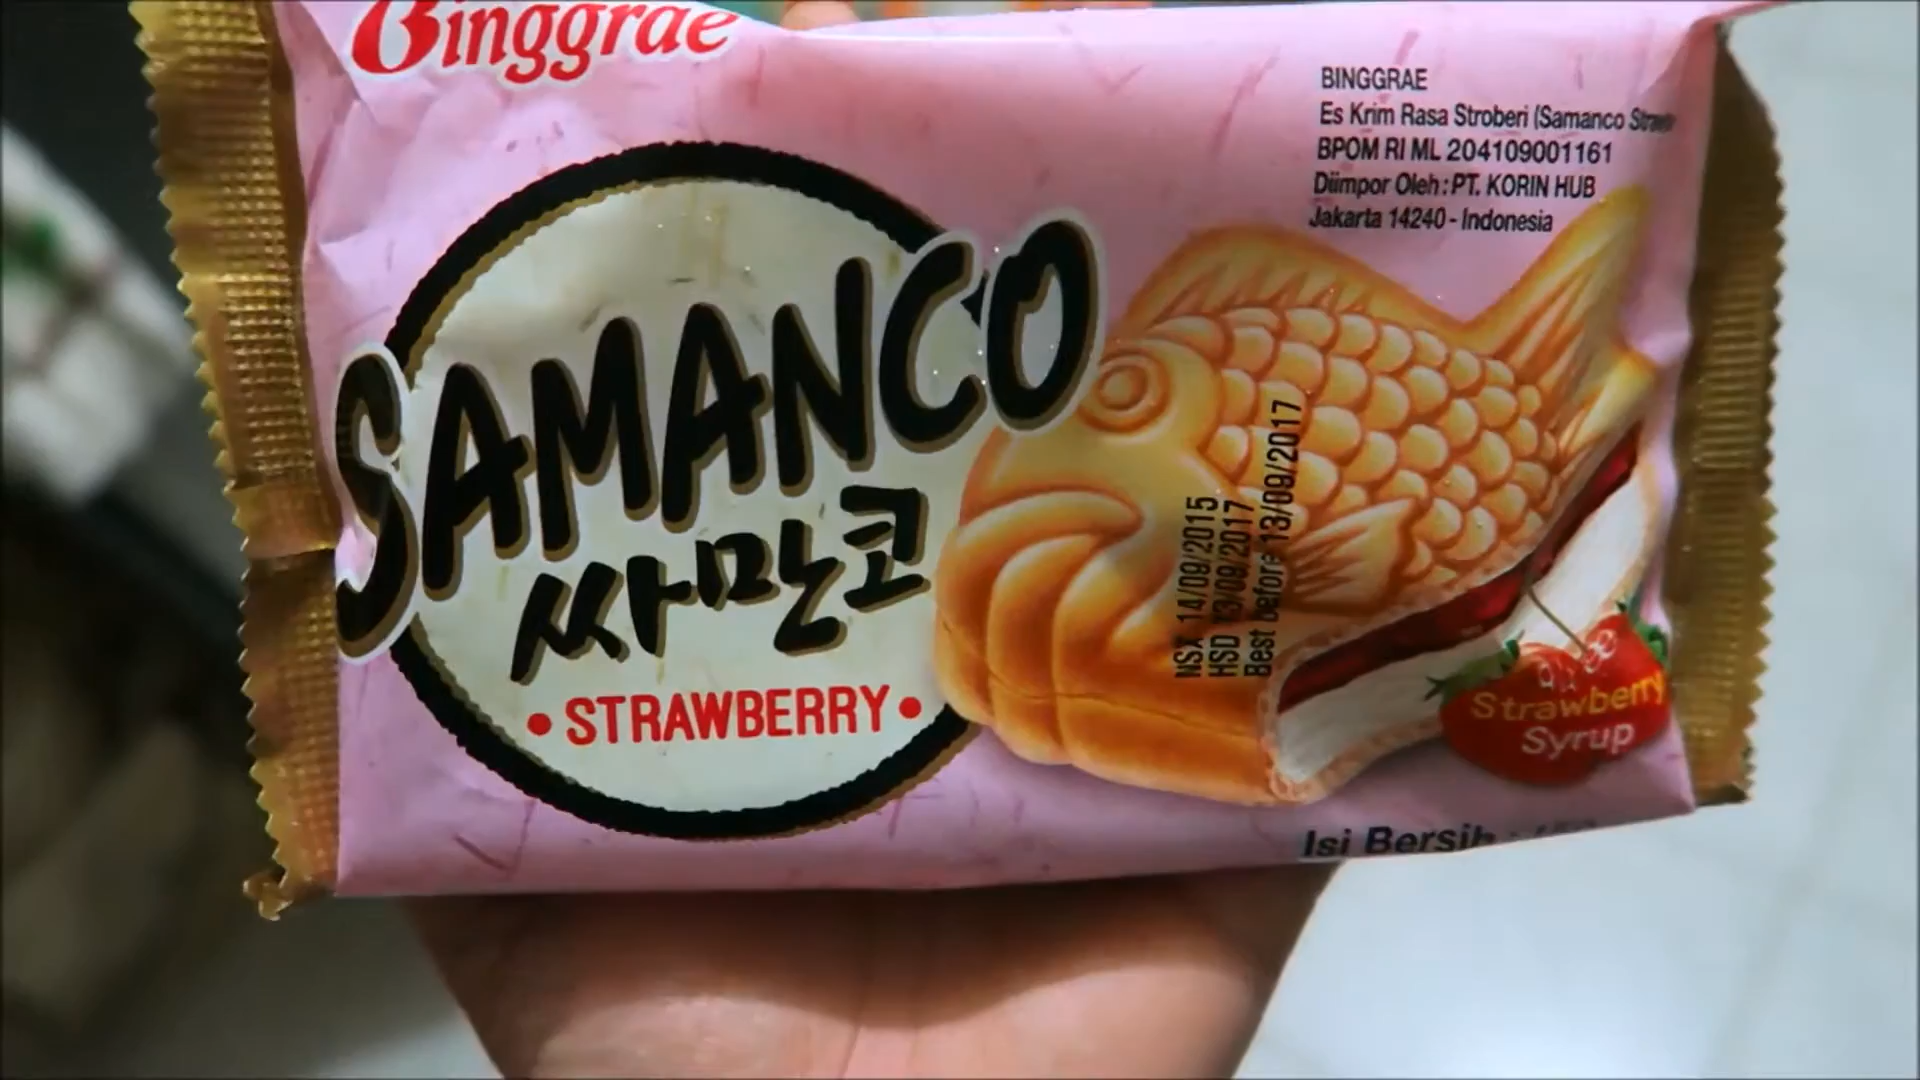 Binggrae
BINGGRAE
Es Krim Rasa Stroberi (Samanco
BPOM RI ML 204109001161
Diimpor Oleh : PT. KORIN HUB
Jakarta 14240 - Indonesia
SAMANCO
싸만코
• STRAWBERRY •
NSX 14/09/2015
HSD 13/09/2017
Best before 13/09/2017
Strawberry
Syrup
Isi Bersih :